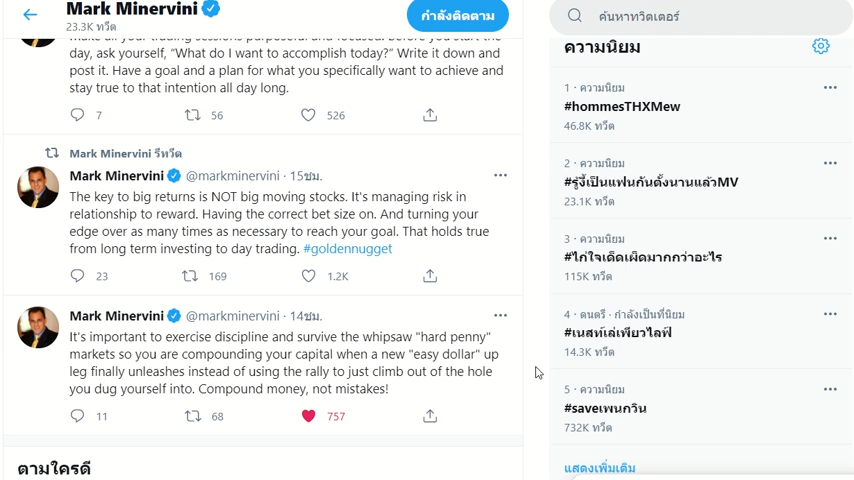 Mark Minervini
23.3K ทวีต
กำลังติดตาม
day, ask yourself, “What do I want to accomplish today?” Write it down and
post it. Have a goal and a plan for what you specifically want to achieve and
stay true to that intention all day long.
7 56 526
Mark Minervini รีทวีต
Mark Minervini @markminervini · 15ชม.
The key to big returns is NOT big moving stocks. It's managing risk in
relationship to reward. Having the correct bet size on. And turning your
edge over as many times as necessary to reach your goal. That holds true
from long term investing to day trading. #goldennugget
23 169 1.2K
Mark Minervini @markminervini · 14ชม.
It's important to exercise discipline and survive the whipsaw "hard penny"
markets so you are compounding your capital when a new "easy dollar" up
leg finally unleashes instead of using the rally to just climb out of the hole
you dug yourself into. Compound money, not mistakes!
11 68 757
ตามใครดี
ค้นหาทวิตเตอร์
ความนิยม
1 · ความนิยม
#hommesTHXMew
46.8K ทวีต
2 · ความนิยม
#รู้งี้เป็นแฟนกันตั้งนานแล้วMV
23.1K ทวีต
3 · ความนิยม
#ไก่ใจเด็ดเผ็ดมากกว่าอะไร
115K ทวีต
4 · ดนตรี · กำลังเป็นที่นิยม
#เนสท์เล่เพียวไลฟ์
14.3K ทวีต
5 · ความนิยม
#saveเพนกวิน
732K ทวีต
แสดงเพิ่มเติม